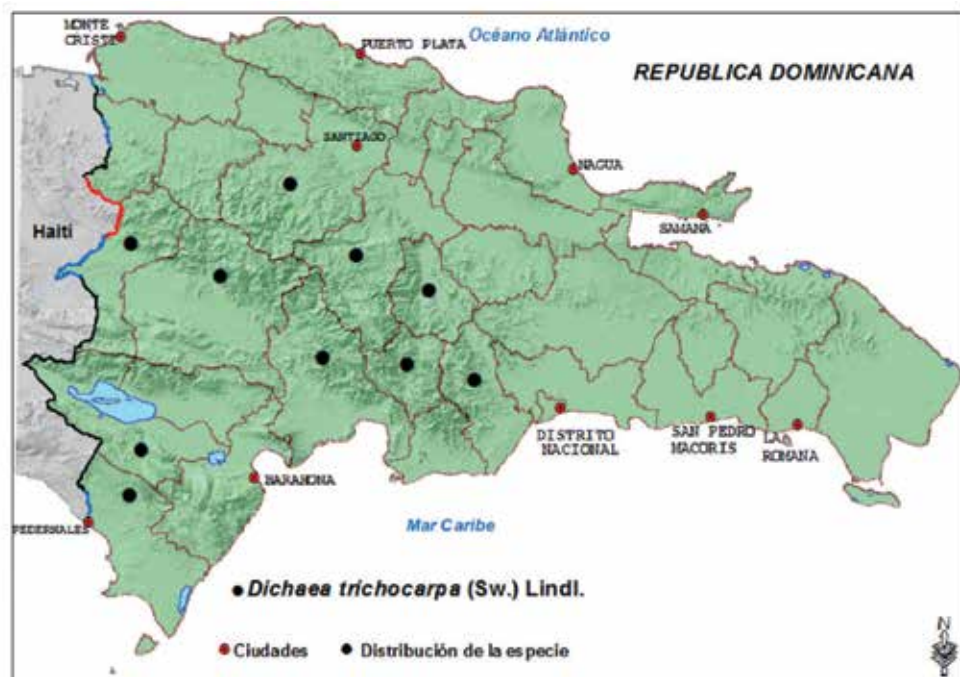 MONTE
CRISTI
PUERTO PLATA
Océano Atlántico
REPUBLICA DOMINICANA
SANTIAGO
NAGUA
SAMANA
Haití
DISTRITO
NACIONAL
SAN PEDRO
MACORIS
LA
ROMANA
BARAHONA
PEDERNALES
Mar Caribe
Dichaea trichocarpa (Sw.) Lindl.
Ciudades
Distribución de la especie
N